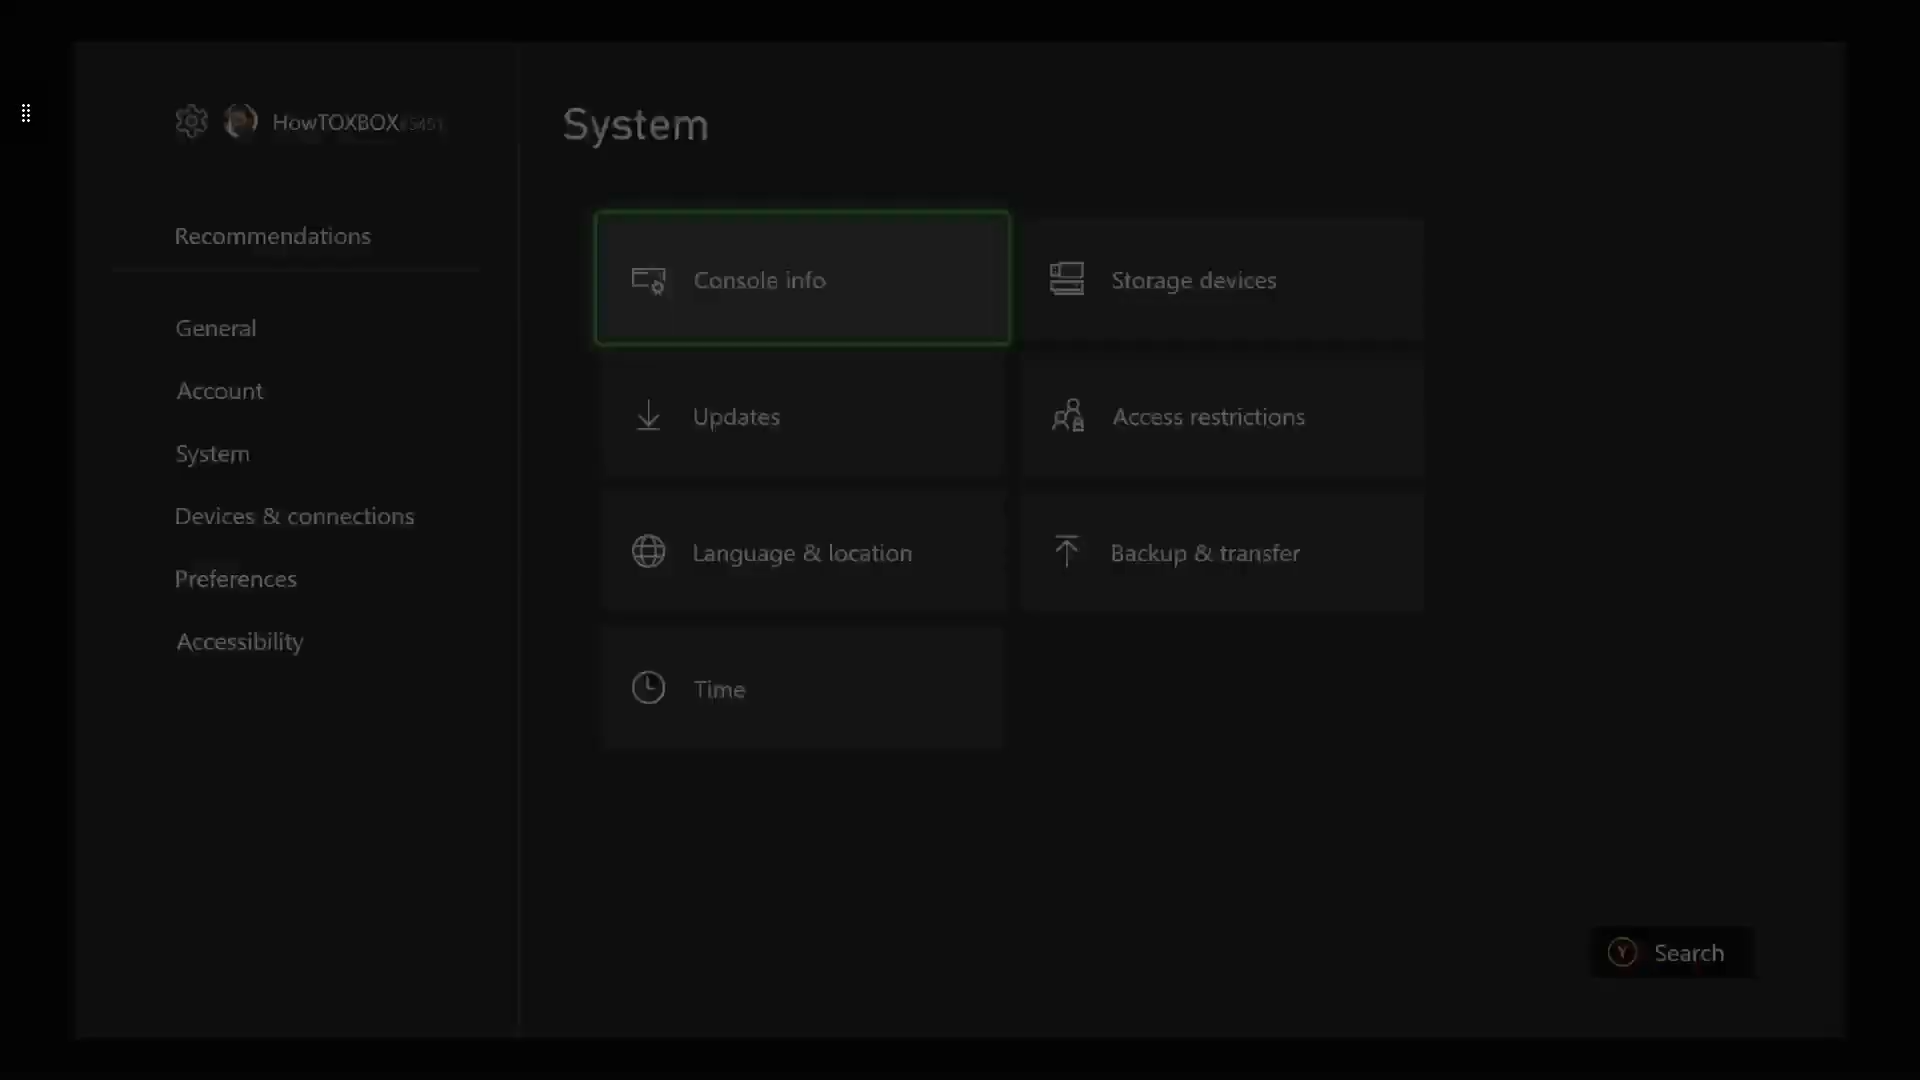 HowTOXBOX
System
Recommendations
General
Account
System
Devices & connections
Preferences
Accessibility
Console info
Storage devices
Updates
Access restrictions
Language & location
Backup & transfer
Time
Y Search